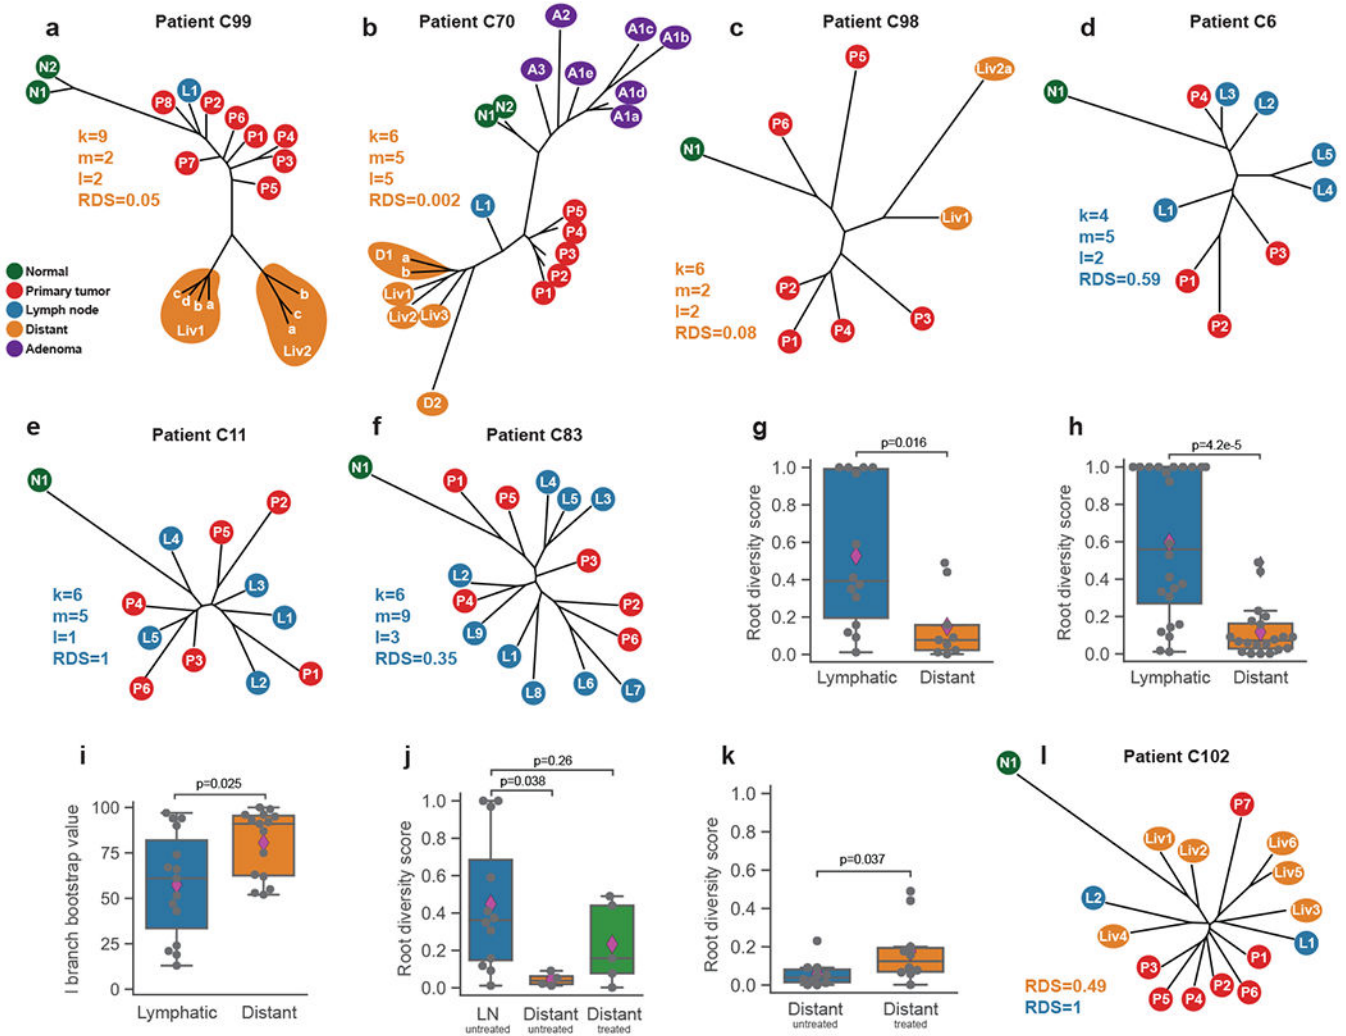 a
Patient C99
N2
N1
L1
P8
P2
P6
P1
P4
P7
P3
P5
k=9
m=2
l=2
RDS=0.05
Normal
Primary tumor
Lymph node
Distant
Adenoma
c
d
b
a
Liv1
b
c
a
Liv2
b
Patient C70
A2
A1c
A1b
A3
A1e
A1d
A1a
N2
N1
k=6
m=5
l=5
RDS=0.002
L1
P5
P4
P3
P2
P1
D1
a
b
Liv1
Liv2
Liv3
D2
c
Patient C98
P5
Liv2a
P6
N1
Liv1
k=6
m=2
l=2
RDS=0.08
P2
P1
P4
P3
d
Patient C6
N1
P4
L3
L2
L5
L4
L1
k=4
m=5
l=2
RDS=0.59
P3
P1
P2
e
Patient C11
N1
P2
P5
L4
L3
k=6
m=5
l=1
RDS=1
P4
L1
L5
P3
P6
L2
P1
f
Patient C83
N1
P1
P5
L4
L5
L3
P3
L2
k=6
m=9
l=3
RDS=0.35
P4
P2
L9
P6
L1
L8
L6
L7
g
p=0.016
Root diversity score
1.0
0.8
0.6
0.4
0.2
0.0
Lymphatic
Distant
h
p=4.2e-5
Root diversity score
1.0
0.8
0.6
0.4
0.2
0.0
Lymphatic
Distant
i
p=0.025
l branch bootstrap value
100
75
50
25
0
Lymphatic
Distant
j
p=0.26
p=0.038
Root diversity score
1.0
0.8
0.6
0.4
0.2
0.0
LN
untreated
Distant
untreated
Distant
treated
k
p=0.037
Root diversity score
1.0
0.8
0.6
0.4
0.2
0.0
Distant
untreated
Distant
treated
l
Patient C102
N1
P7
Liv1
Liv2
Liv6
Liv5
L2
Liv3
Liv4
L1
P3
P1
P5
P4
P2
P6
RDS=0.49
RDS=1